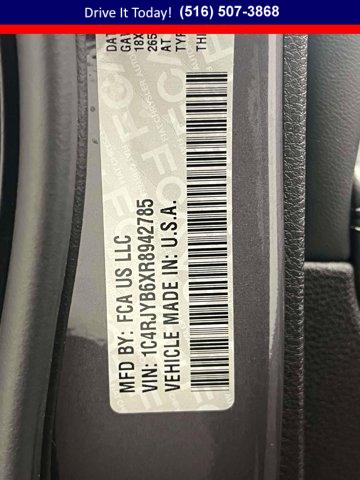 Drive It Today! (516) 507-3868
MFD BY: FCA US LLC
VIN: 1C4RJYB6XR8942785
VEHICLE MADE IN: U.S.A.